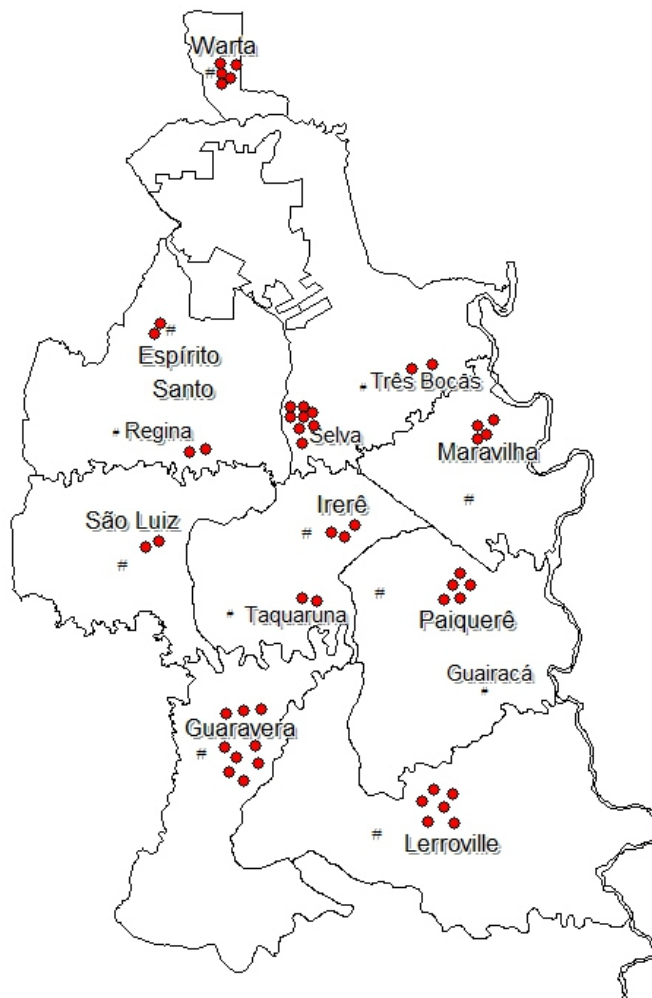 Warta
#
#
Espírito
Santo
Três Bocas
#
# Regina
Selva
Maravilha
#
São Luiz
#
Irerê
#
#
# Taquaruna
Paiquerê
Guairacá
#
Guaravera
#
#
Lerroville